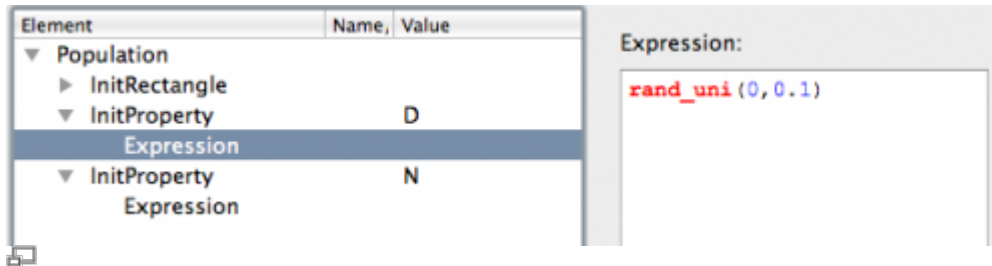 Element Name, Value
Population
InitRectangle
InitProperty D
Expression
InitProperty N
Expression
Expression:
rand_uni(0,0.1)